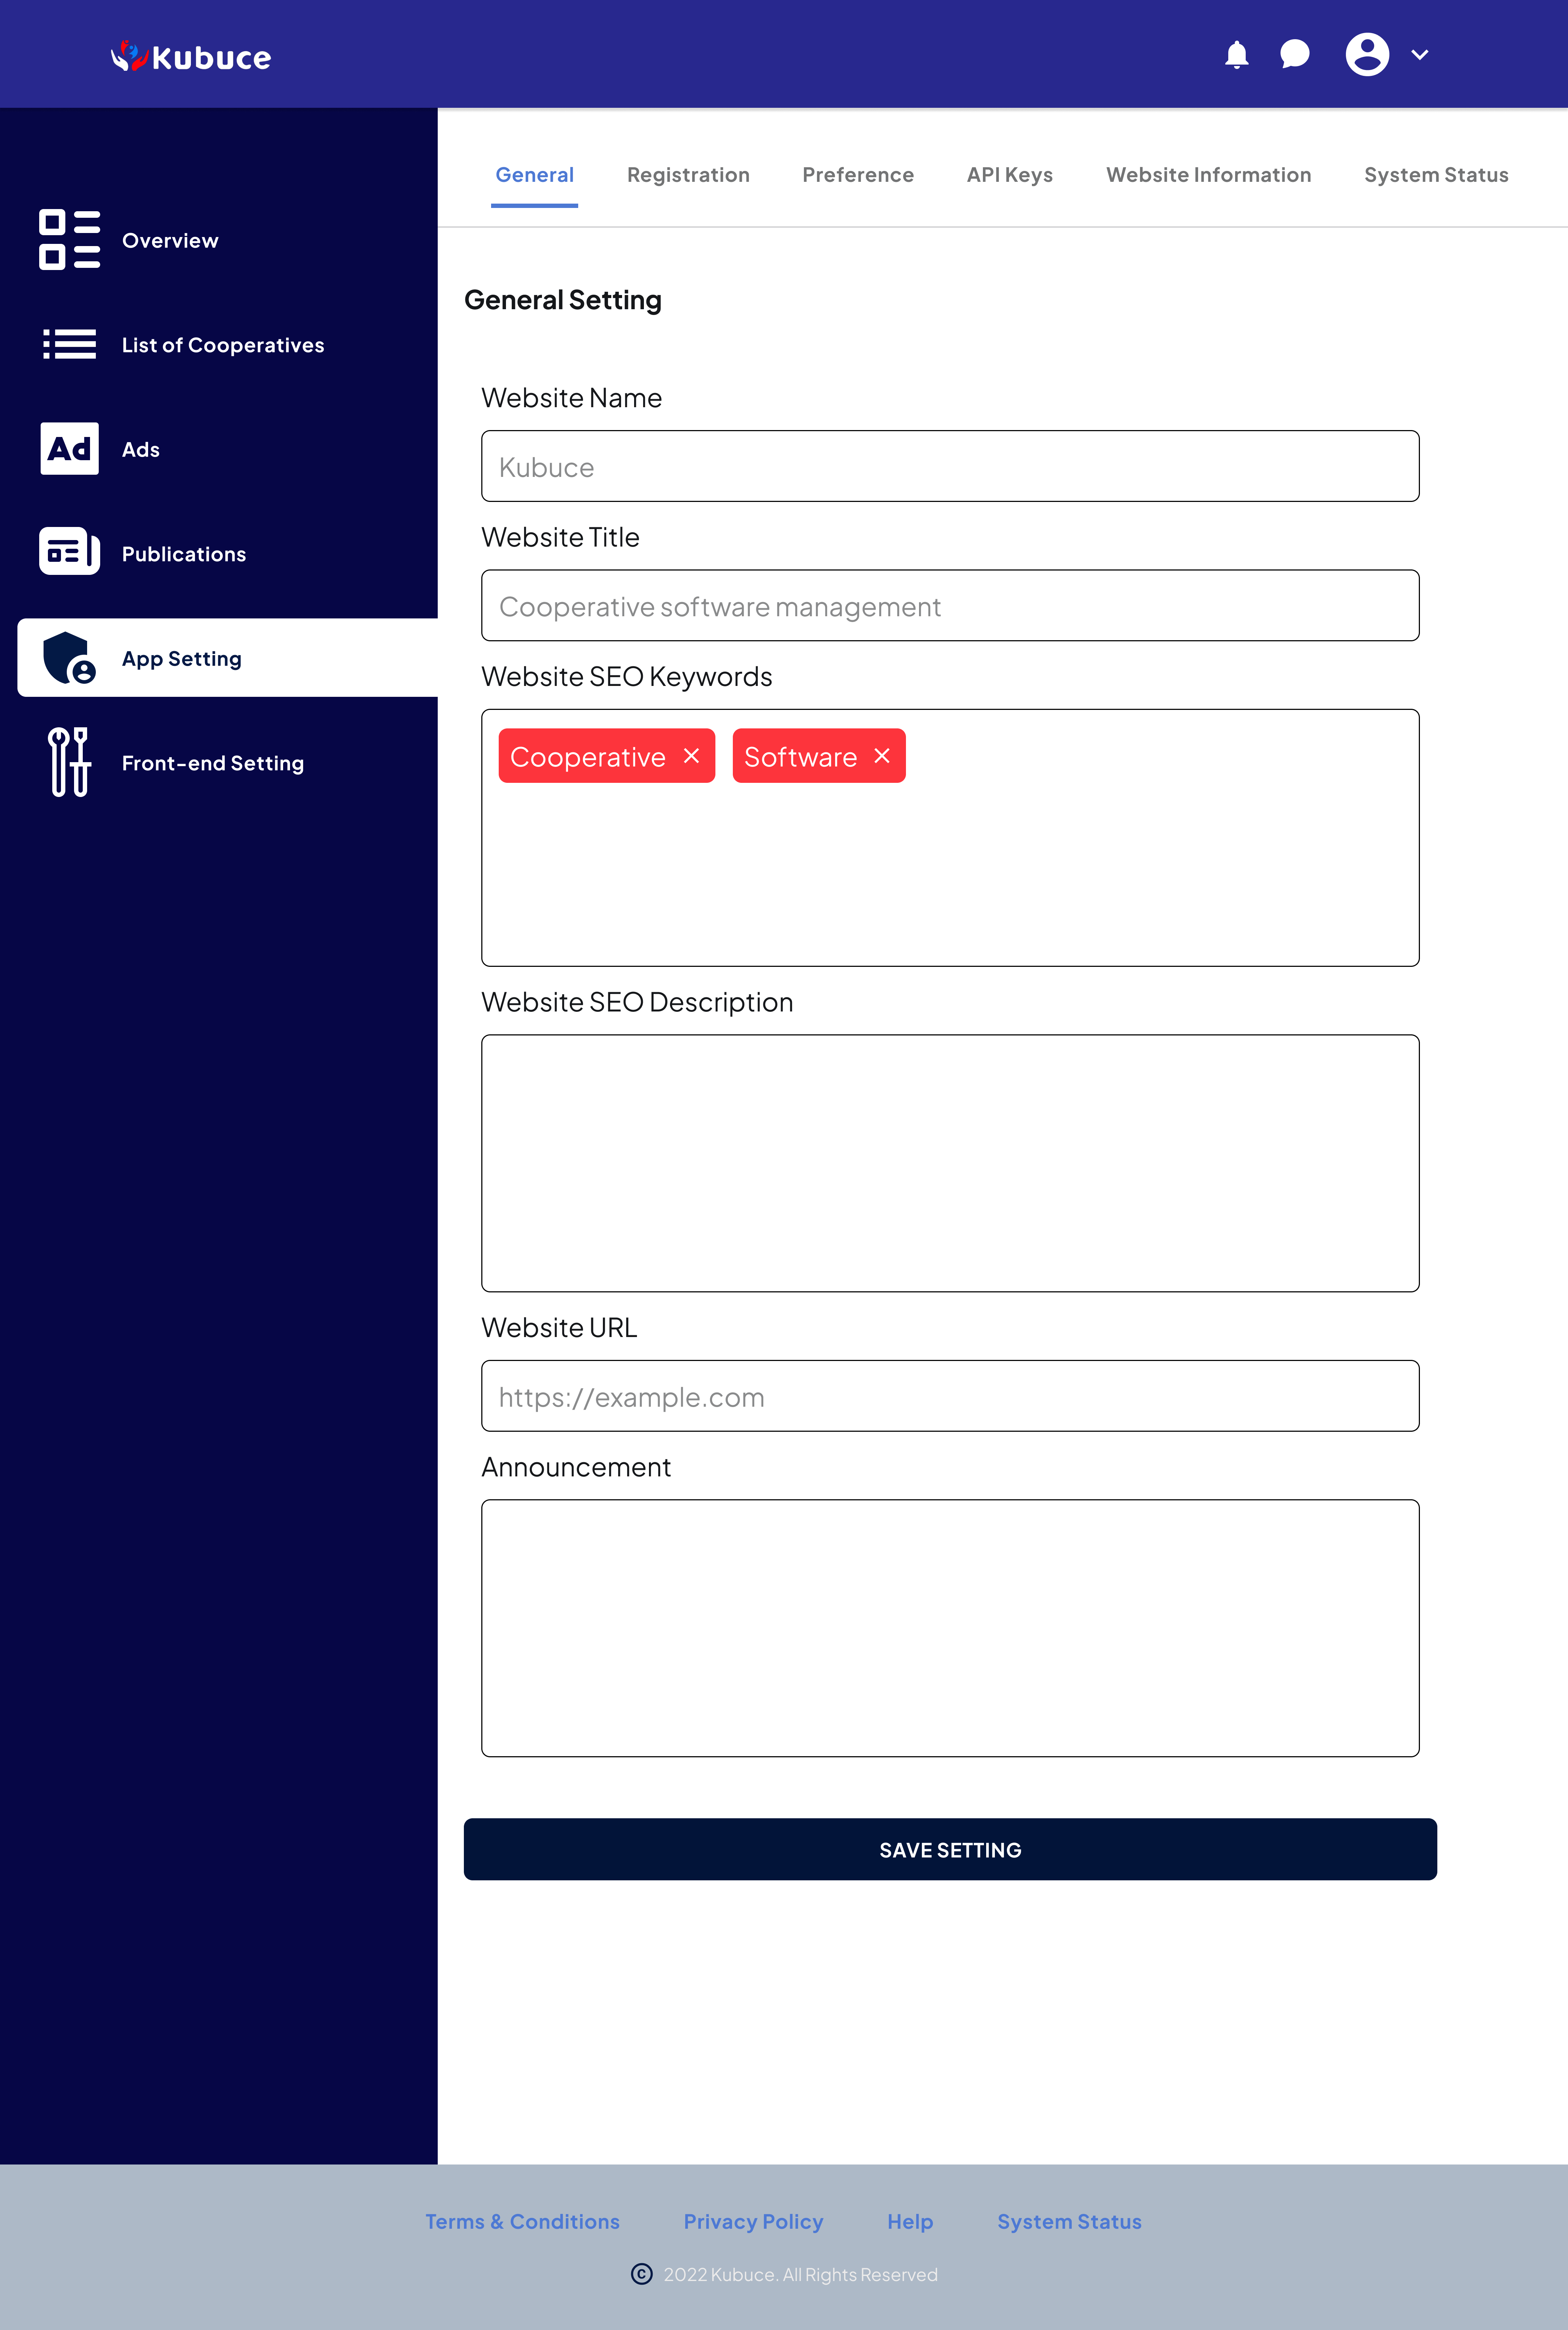 Kubuce
General Registration Preference API Keys Website Information System Status
Overview
List of Cooperatives
Ad Ads
Publications
App Setting
Front-end Setting
General Setting
Website Name
Kubuce
Website Title
Cooperative software management
Website SEO Keywords
Cooperative Software
Website SEO Description
Website URL
https://example.com
Announcement
SAVE SETTING
Terms & Conditions Privacy Policy Help System Status
© 2022 Kubuce. All Rights Reserved